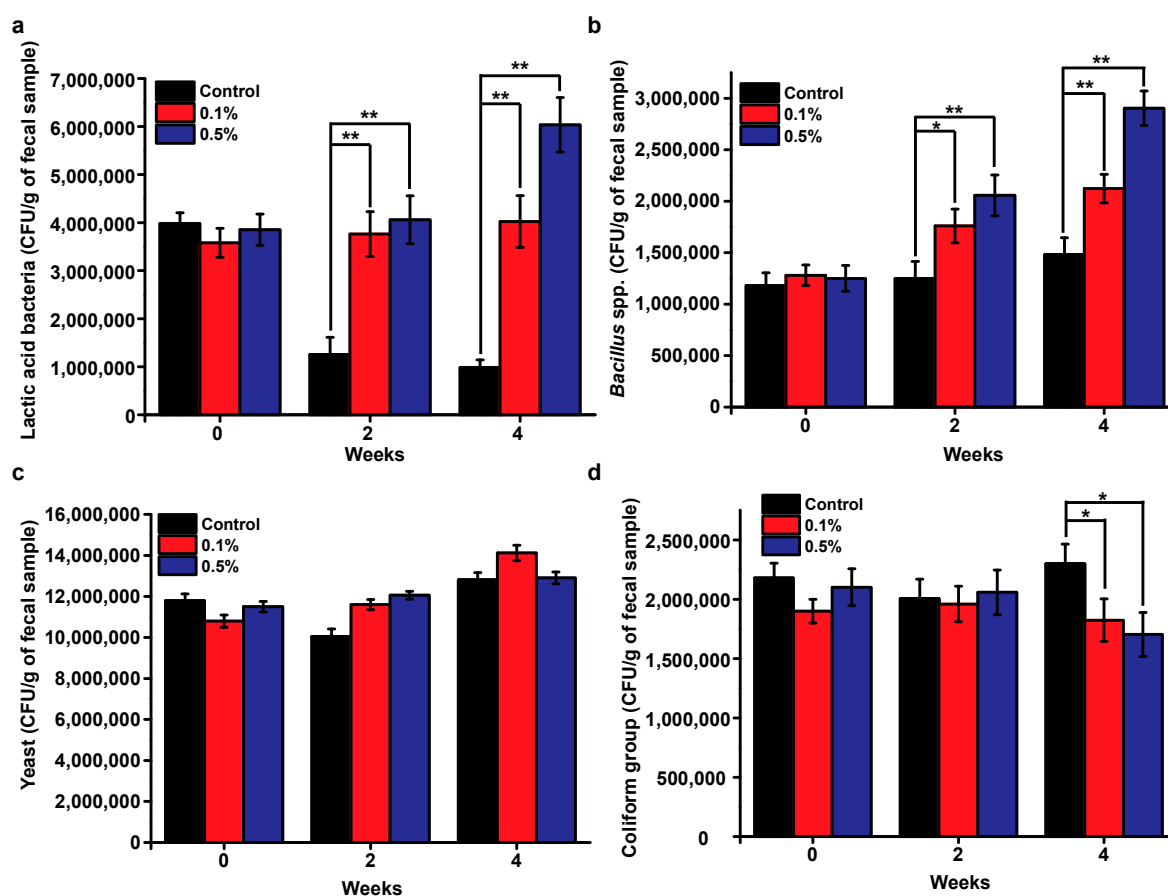 a
Lactic acid bacteria (CFU/g of fecal sample)
7,000,000
6,000,000
5,000,000
4,000,000
3,000,000
2,000,000
1,000,000
0
Control
0.1%
0.5%
**
**
**
**
0 2 4
Weeks
b
Bacillus spp. (CFU/g of fecal sample)
3,000,000
2,500,000
2,000,000
1,500,000
1,000,000
500,000
0
Control
0.1%
0.5%
**
*
**
**
0 2 4
Weeks
c
Yeast (CFU/g of fecal sample)
16,000,000
14,000,000
12,000,000
10,000,000
8,000,000
6,000,000
4,000,000
2,000,000
0
Control
0.1%
0.5%
0 2 4
Weeks
d
Coliform group (CFU/g of fecal sample)
2,500,000
2,000,000
1,500,000
1,000,000
500,000
0
Control
0.1%
0.5%
*
*
0 2 4
Weeks